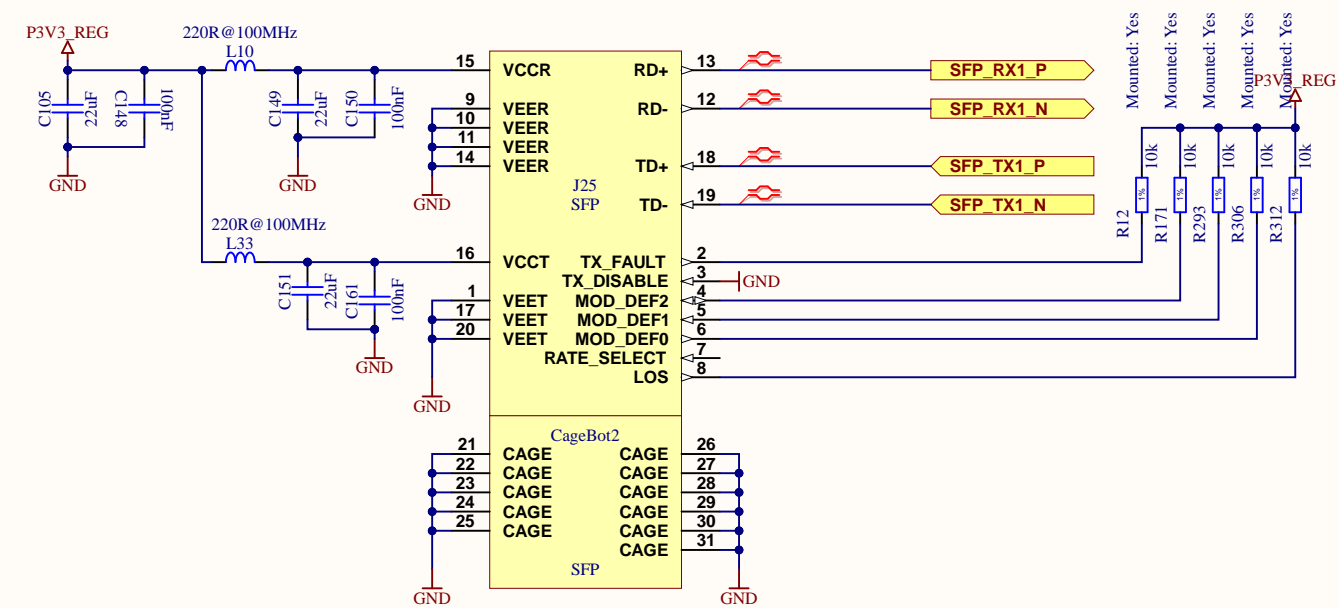 P3V3_REG
220R@100MHz
L10
C105
22uF
C148
100nF
GND
C149
22uF
C150
100nF
GND
220R@100MHz
L33
C151
22uF
C161
100nF
GND
15
VCCR
9
VEER
10
VEER
11
VEER
14
VEER
GND
16
VCCT
1
VEET
17
VEET
20
VEET
GND
J25
SFP
RD+
13
SFP_RX1_P
RD-
12
SFP_RX1_N
TD+
18
SFP_TX1_P
TD-
19
SFP_TX1_N
TX_FAULT
2
TX_DISABLE
3
GND
MOD_DEF2
4
MOD_DEF1
5
MOD_DEF0
6
RATE_SELECT
7
LOS
8
Mounted: Yes
Mounted: Yes
Mounted: Yes
Mounted: Yes
Mounted: Yes
P3V3_REG
10k
10k
10k
10k
10k
1%
1%
1%
1%
1%
R12
R171
R293
R306
R312
CageBot2
21
CAGE
CAGE
26
22
CAGE
CAGE
27
23
CAGE
CAGE
28
24
CAGE
CAGE
29
25
CAGE
CAGE
30
CAGE
31
SFP
GND
GND